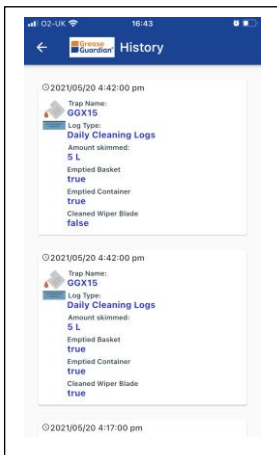 O2-UK 16:43
Grease Guardian History
2021/05/20 4:42:00 pm
Trap Name:
GGX15
Log Type:
Daily Cleaning Logs
Amount skimmed:
5 L
Emptied Basket
true
Emptied Container
true
Cleaned Wiper Blade
false
2021/05/20 4:42:00 pm
Trap Name:
GGX15
Log Type:
Daily Cleaning Logs
Amount skimmed:
5 L
Emptied Basket
true
Emptied Container
true
Cleaned Wiper Blade
true
2021/05/20 4:17:00 pm